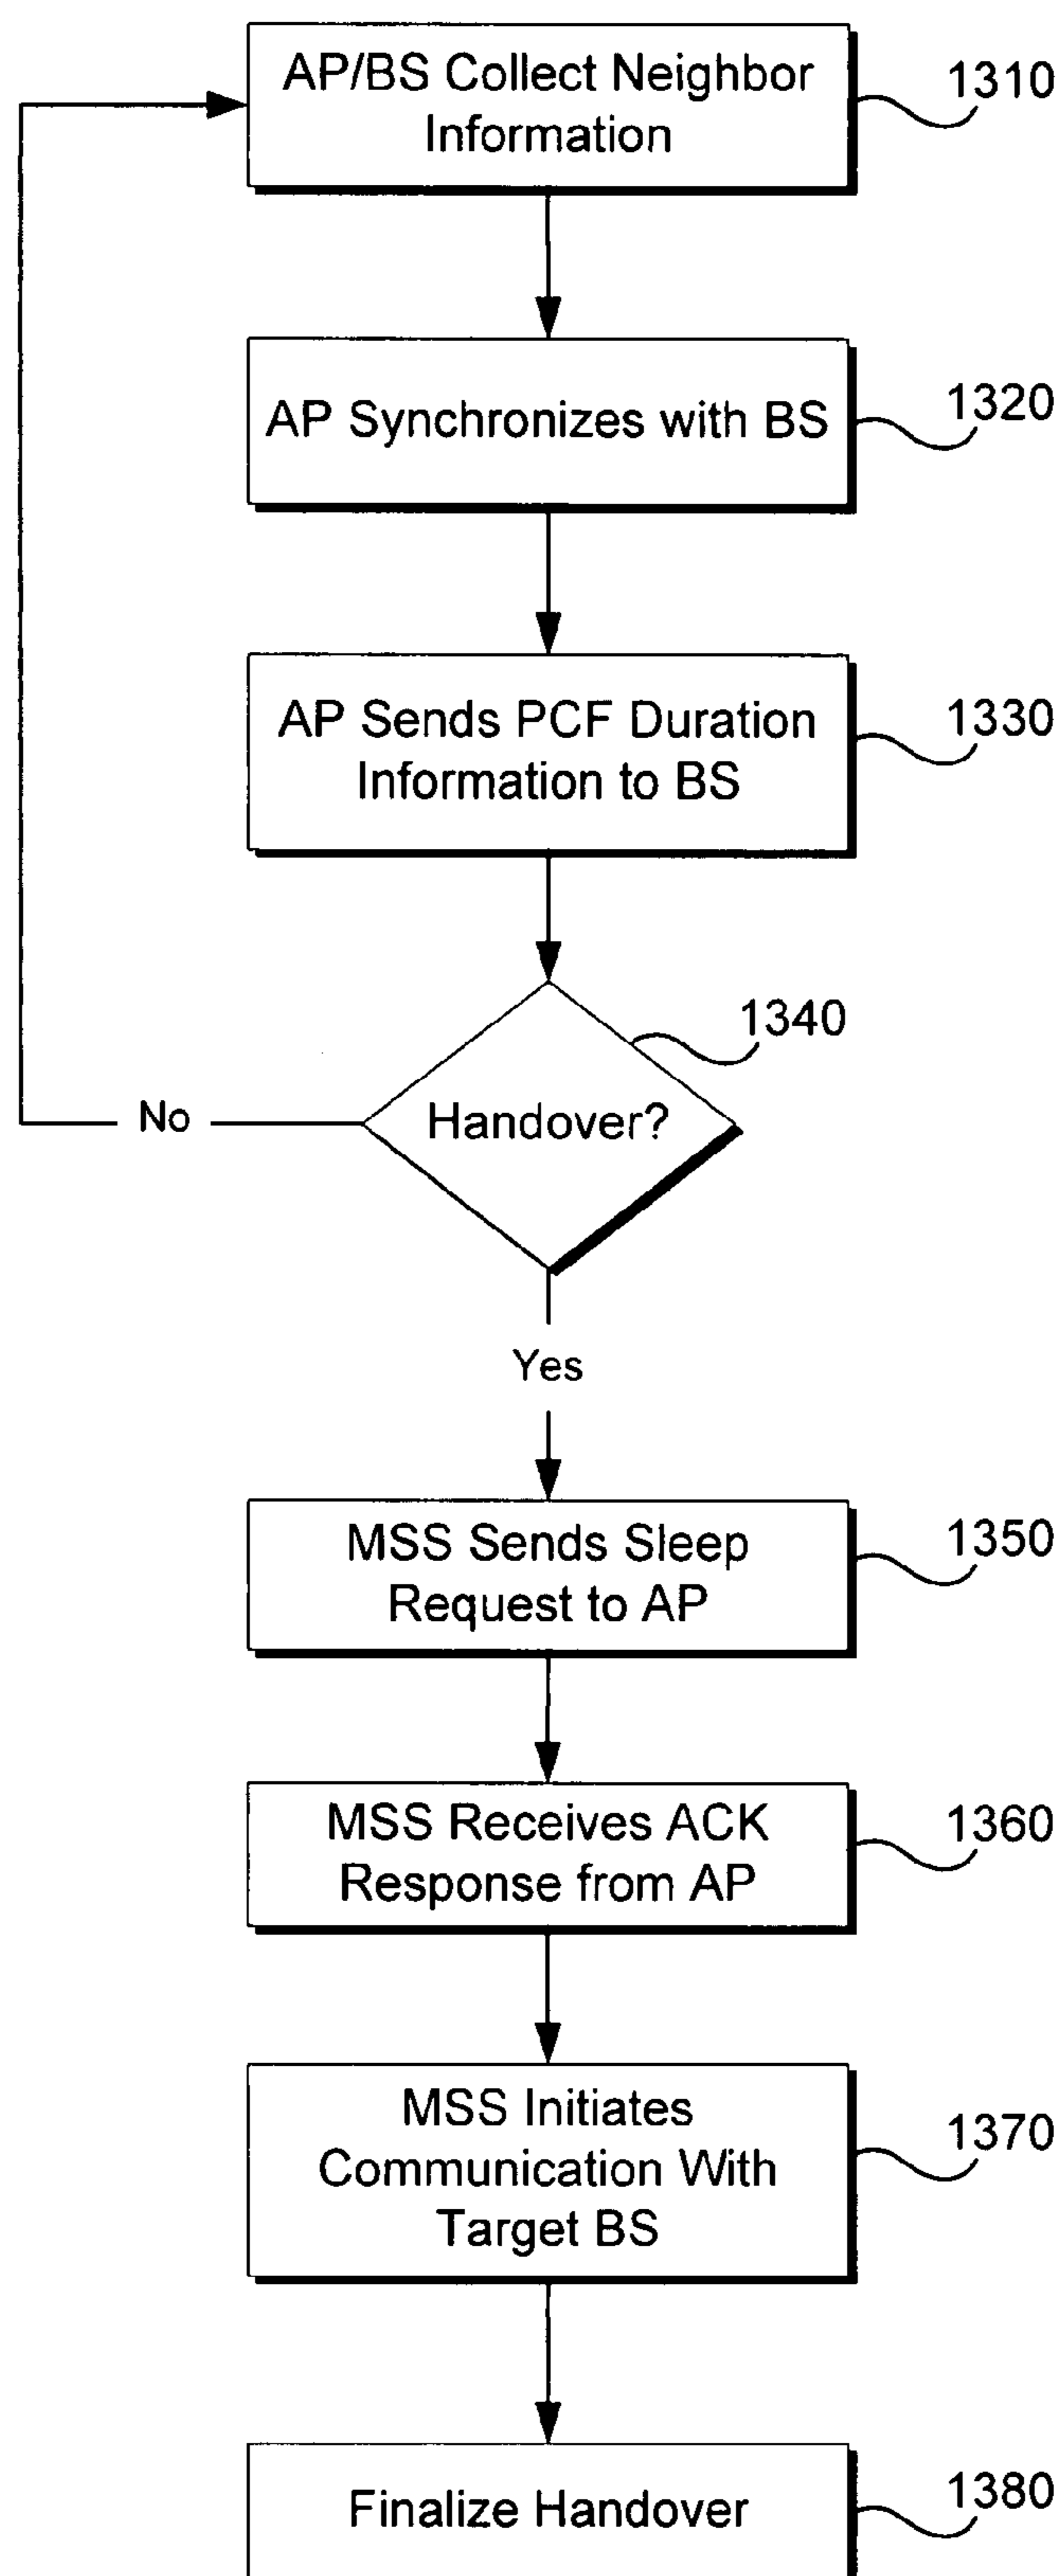 AP/BS Collect Neighbor
Information
1310
AP Synchronizes with BS
1320
AP Sends PCF Duration
Information to BS
1330
1340
Handover?
No
Yes
MSS Sends Sleep
Request to AP
1350
MSS Receives ACK
Response from AP
1360
MSS Initiates
Communication With
Target BS
1370
Finalize Handover
1380